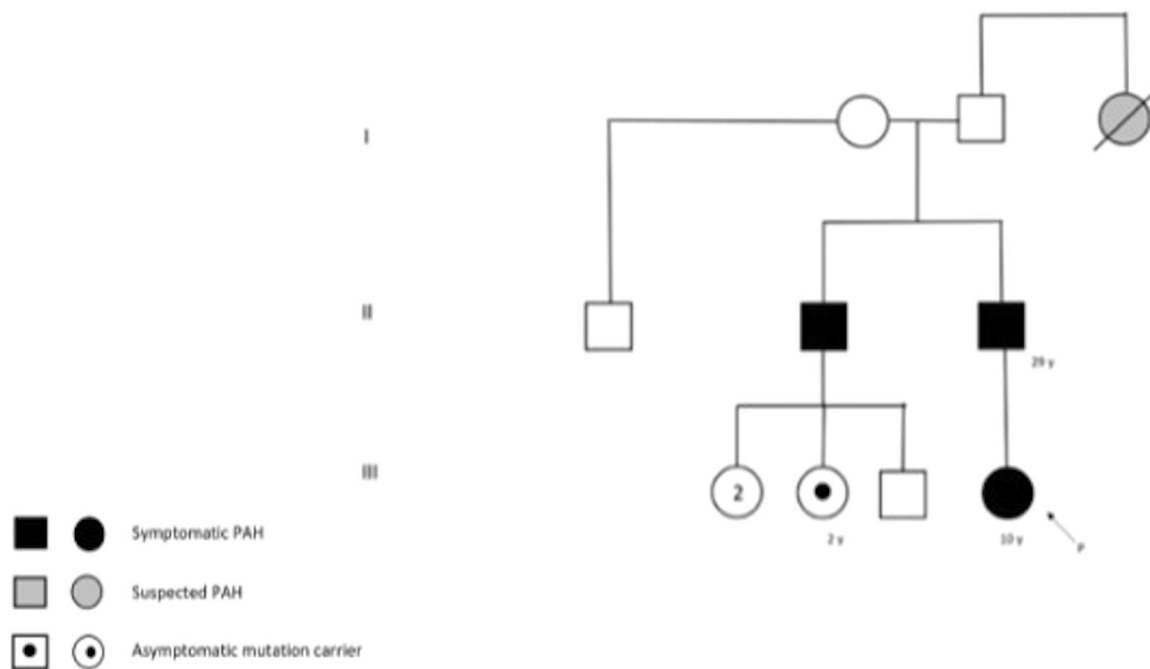 I
II
29 y
III
2
2 y
10 y
P
Symptomatic PAH
Suspected PAH
Asymptomatic mutation carrier